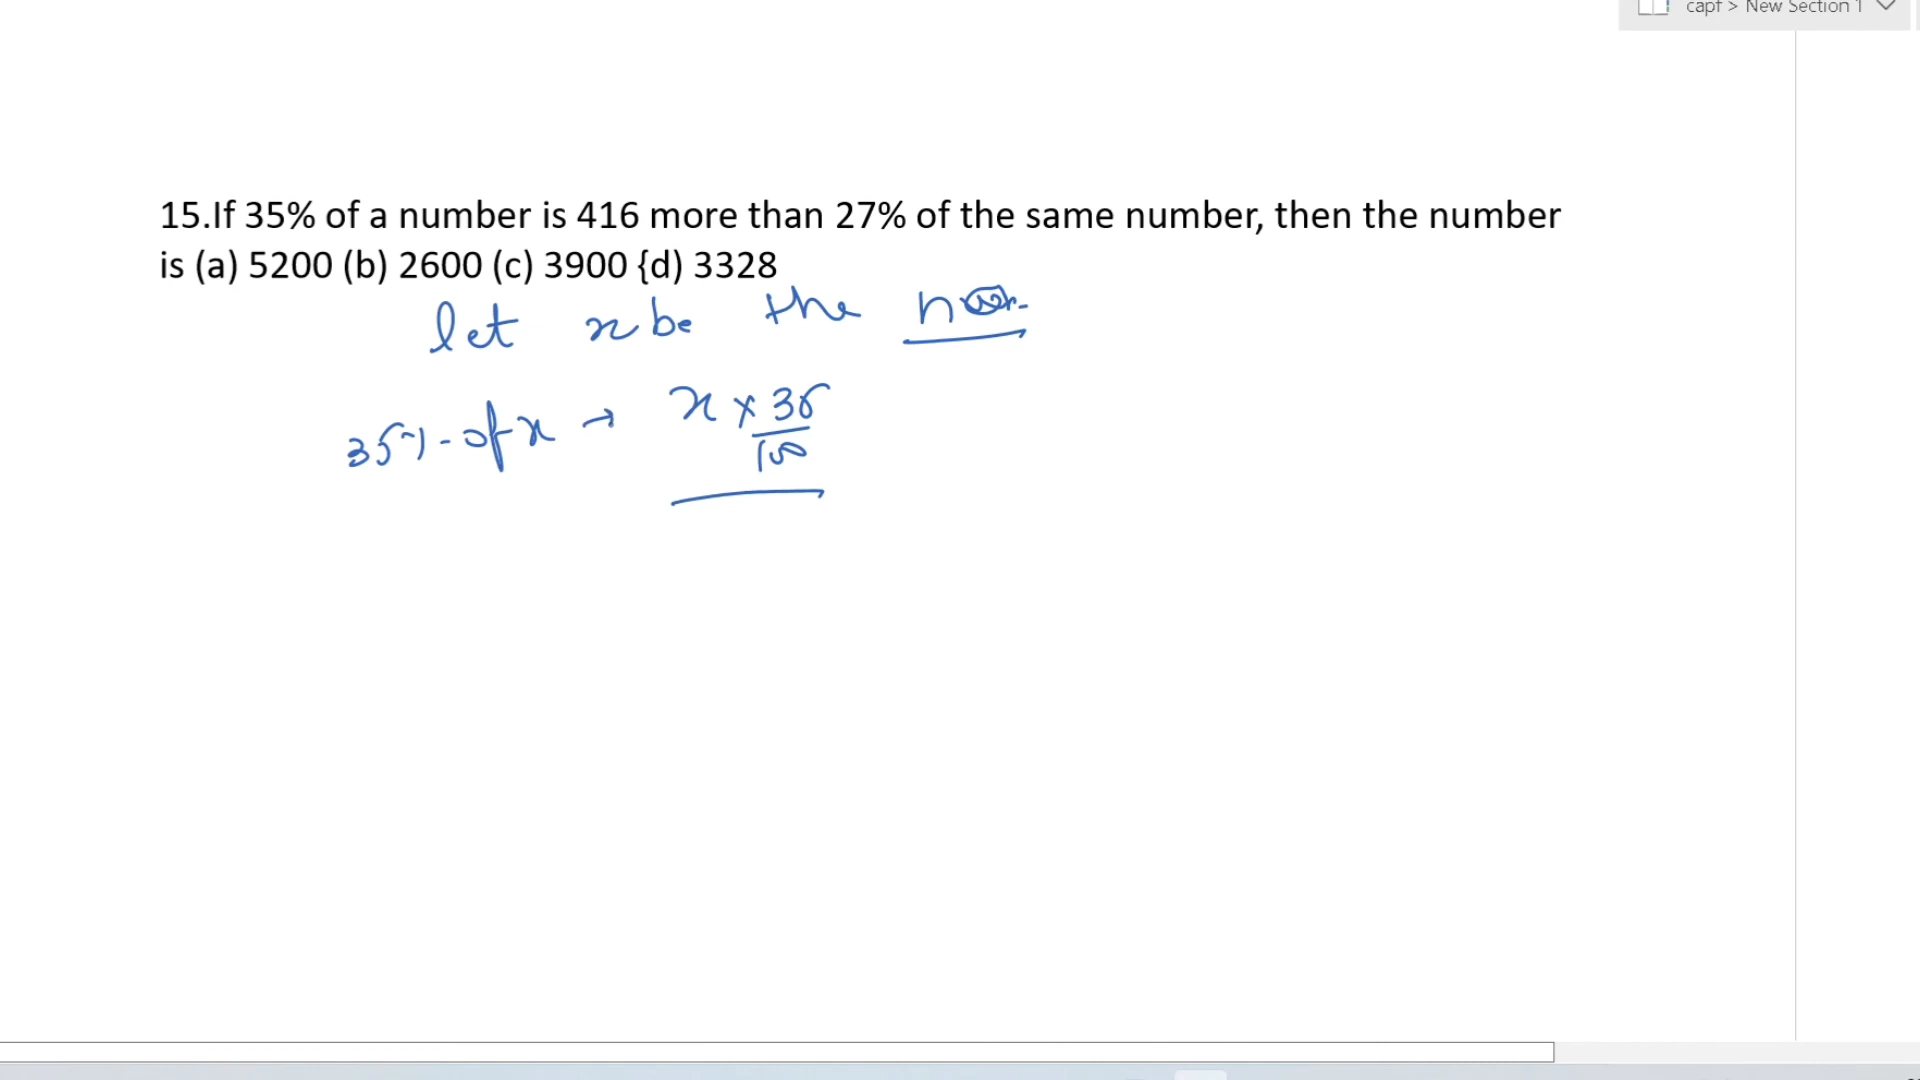 capf > New Section 1
15.If 35% of a number is 416 more than 27% of the same number, then the number
is (a) 5200 (b) 2600 (c) 3900 {d) 3328
let x be the
35% of x → x × 35
100